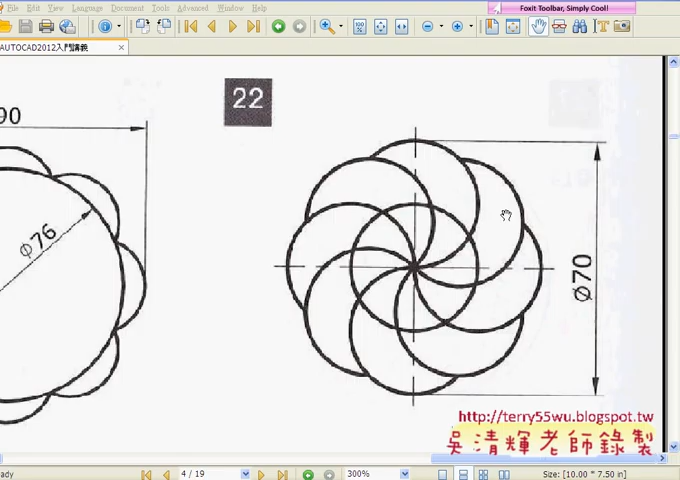 File Edit View Language Document Tools Advanced Window Help
Foxit Toolbar, Simply Cool!
AUTOCAD2012入門講義
90
22
φ76
φ70
http://terry55wu.blogspot.tw
吳清輝老師錄製
ady
4 / 19
300%
Size: [10.00 * 7.50 in]